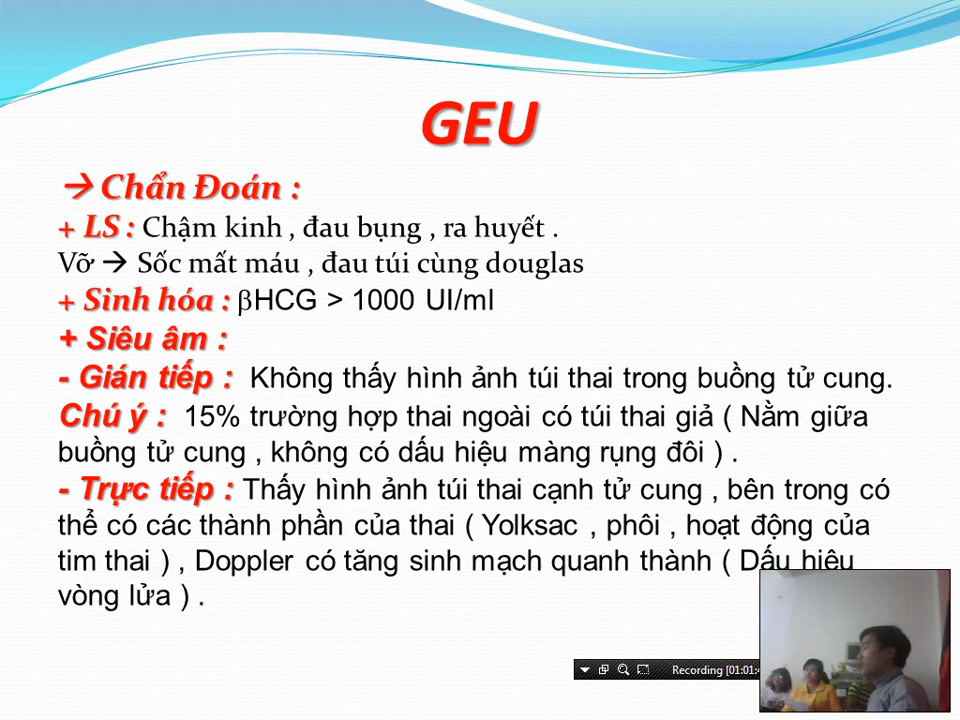 GEU
→ Chẩn Đoán :
+ LS : Chậm kinh , đau bụng , ra huyết .
Vỡ → Sốc mất máu , đau túi cùng douglas
+ Sinh hóa : βHCG > 1000 UI/ml
+ Siêu âm :
- Gián tiếp : Không thấy hình ảnh túi thai trong buồng tử cung.
Chú ý : 15% trường hợp thai ngoài có túi thai giả ( Nằm giữa
buồng tử cung , không có dấu hiệu màng rụng đôi ) .
- Trực tiếp : Thấy hình ảnh túi thai cạnh tử cung , bên trong có
thể có các thành phần của thai ( Yolksac , phôi , hoạt động của
tim thai ) , Doppler có tăng sinh mạch quanh thành ( Dấu hiệu
vòng lửa ) .
Recording [01:01:4